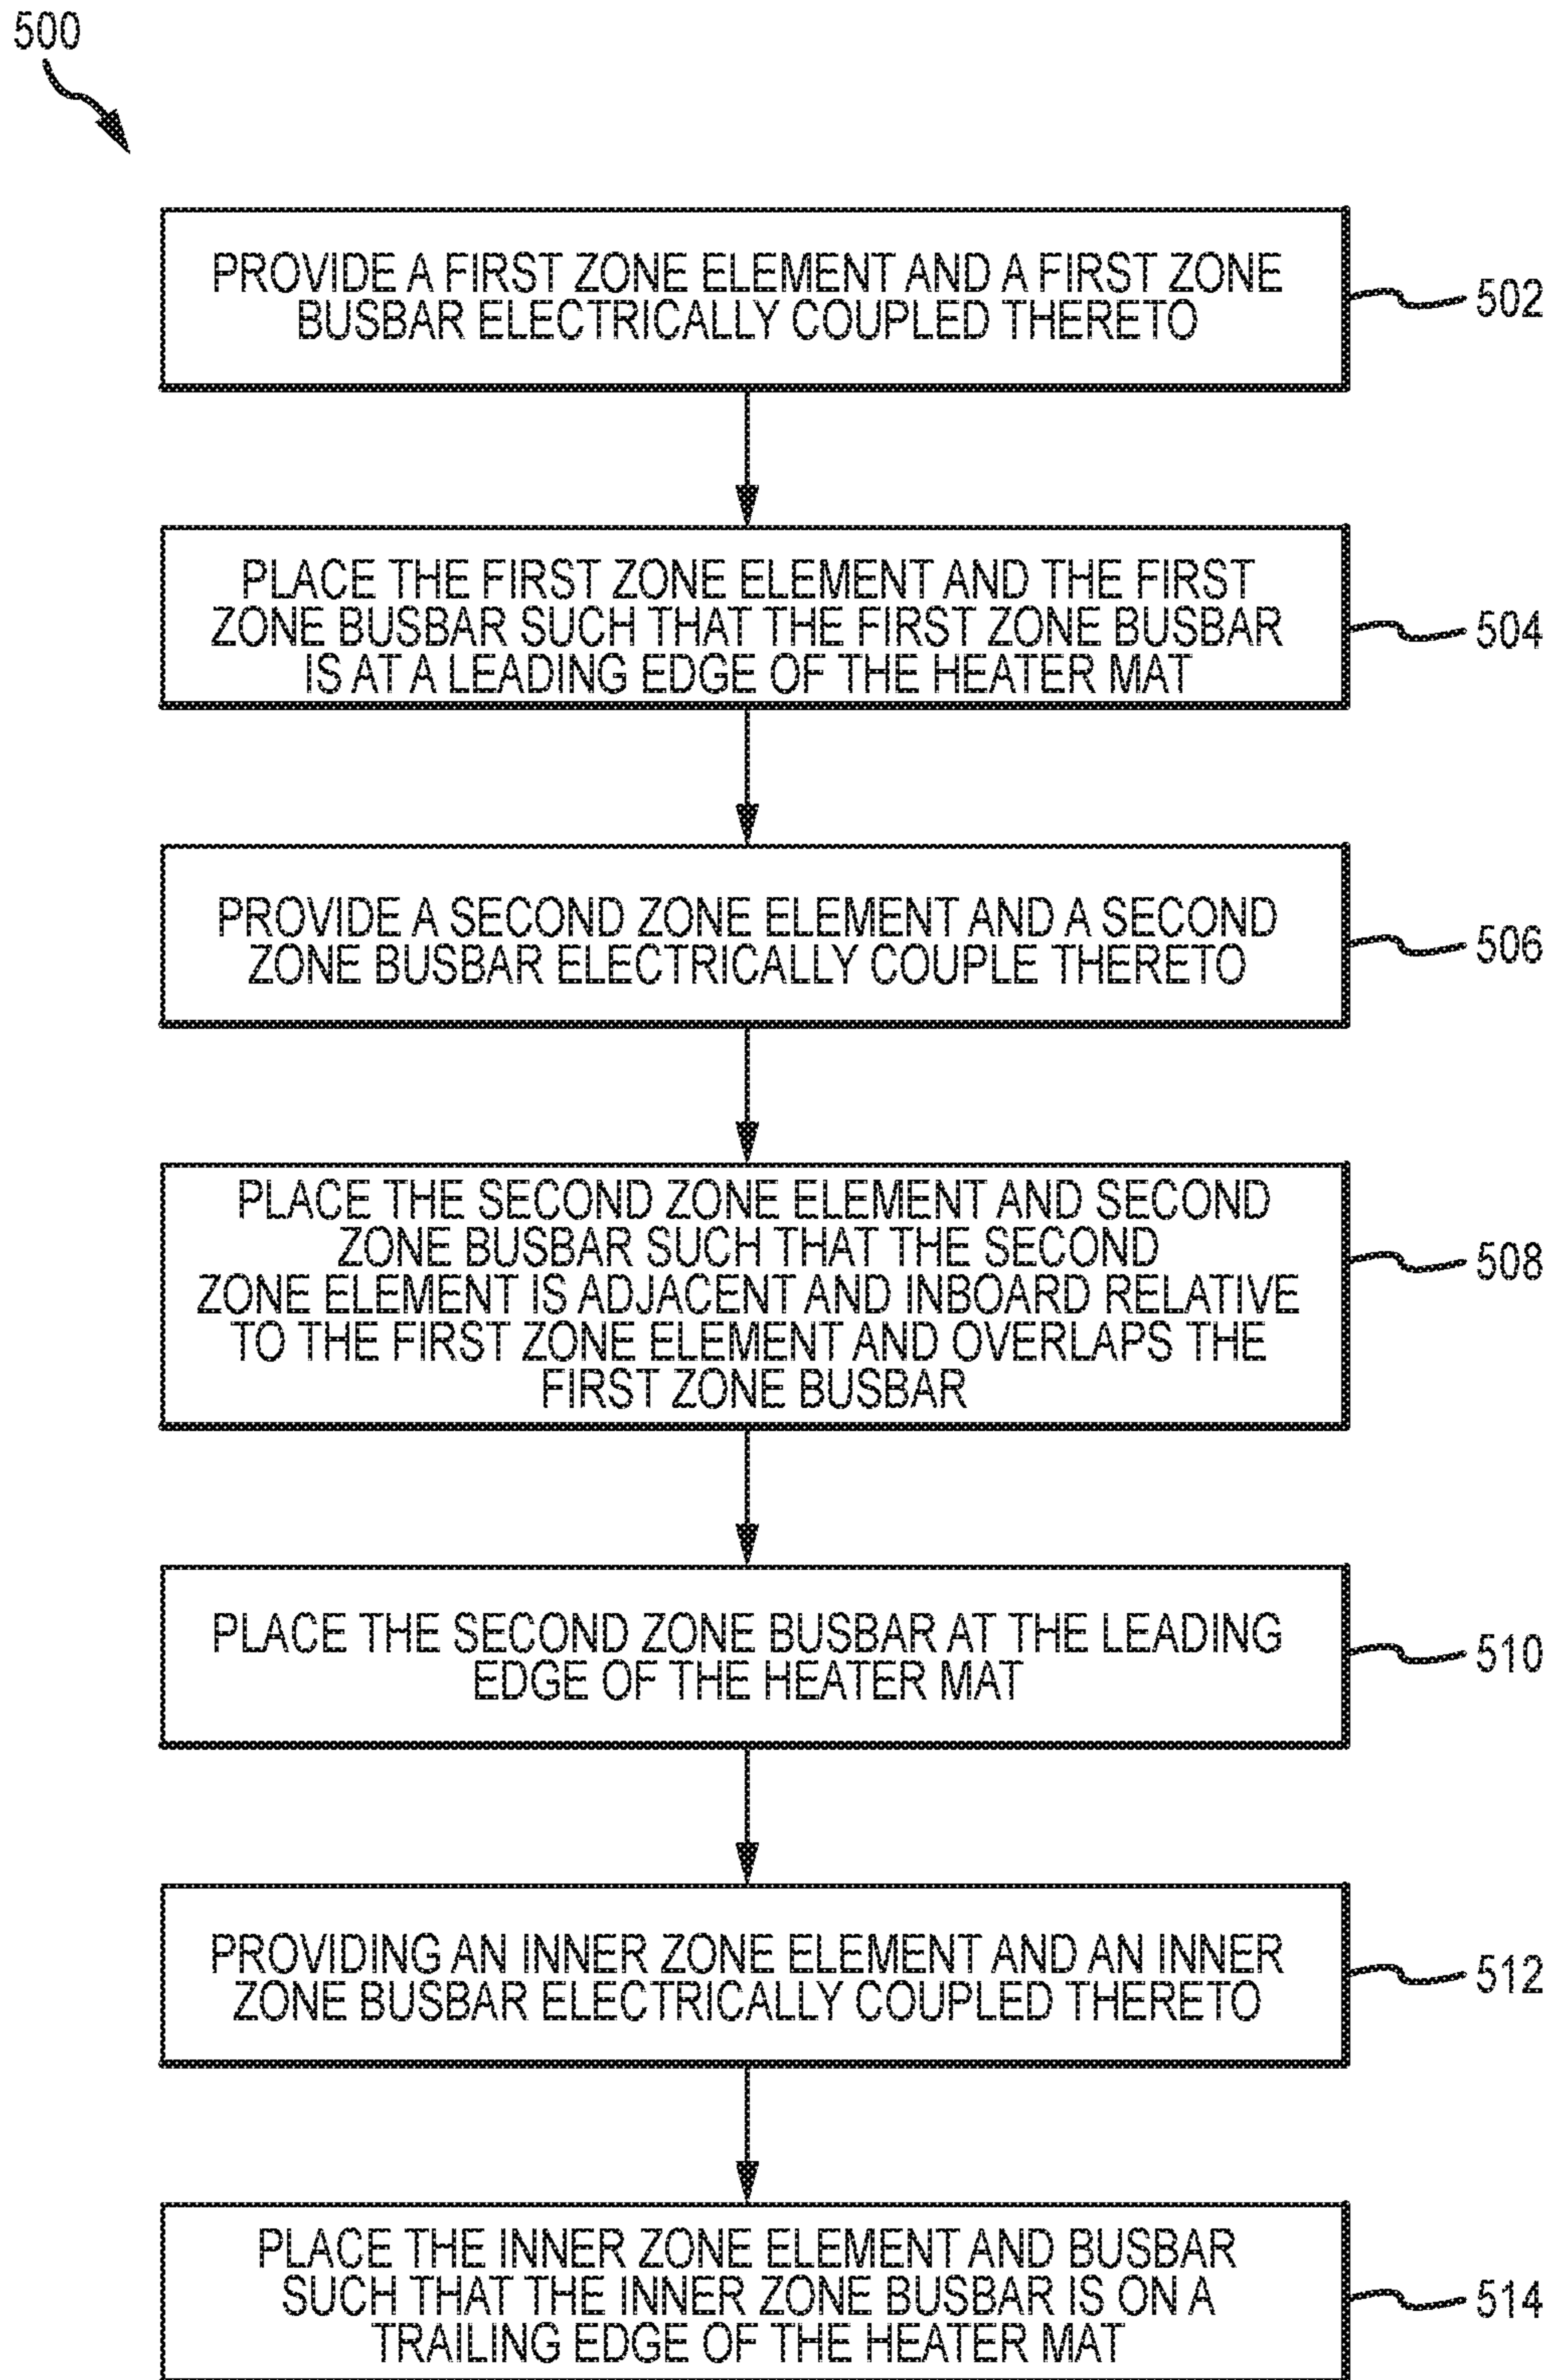 500
PROVIDE A FIRST ZONE ELEMENT AND A FIRST ZONE
BUSBAR ELECTRICALLY COUPLED THERETO
502
PLACE THE FIRST ZONE ELEMENT AND THE FIRST
ZONE BUSBAR SUCH THAT THE FIRST ZONE BUSBAR
IS AT A LEADING EDGE OF THE HEATER MAT
504
PROVIDE A SECOND ZONE ELEMENT AND A SECOND
ZONE BUSBAR ELECTRICALLY COUPLE THERETO
506
PLACE THE SECOND ZONE ELEMENT AND SECOND
ZONE BUSBAR SUCH THAT THE SECOND
ZONE ELEMENT IS ADJACENT AND INBOARD RELATIVE
TO THE FIRST ZONE ELEMENT AND OVERLAPS THE
FIRST ZONE BUSBAR
508
PLACE THE SECOND ZONE BUSBAR AT THE LEADING
EDGE OF THE HEATER MAT
510
PROVIDING AN INNER ZONE ELEMENT AND AN INNER
ZONE BUSBAR ELECTRICALLY COUPLED THERETO
512
PLACE THE INNER ZONE ELEMENT AND BUSBAR
SUCH THAT THE INNER ZONE BUSBAR IS ON A
TRAILING EDGE OF THE HEATER MAT
514